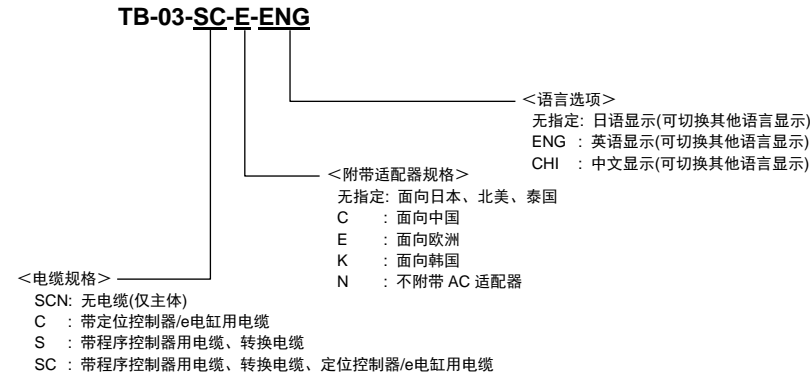 TB-03-SC-E-ENG
＜语言选项＞
无指定: 日语显示(可切换其他语言显示)
ENG : 英语显示(可切换其他语言显示)
CHI : 中文显示(可切换其他语言显示)
＜附带适配器规格＞
无指定: 面向日本、北美、泰国
C : 面向中国
E : 面向欧洲
K : 面向韩国
N : 不附带 AC 适配器
＜电缆规格＞
SCN: 无电缆(仅主体)
C : 带定位控制器/e电缸用电缆
S : 带程序控制器用电缆、转换电缆
SC : 带程序控制器用电缆、转换电缆、定位控制器/e电缸用电缆